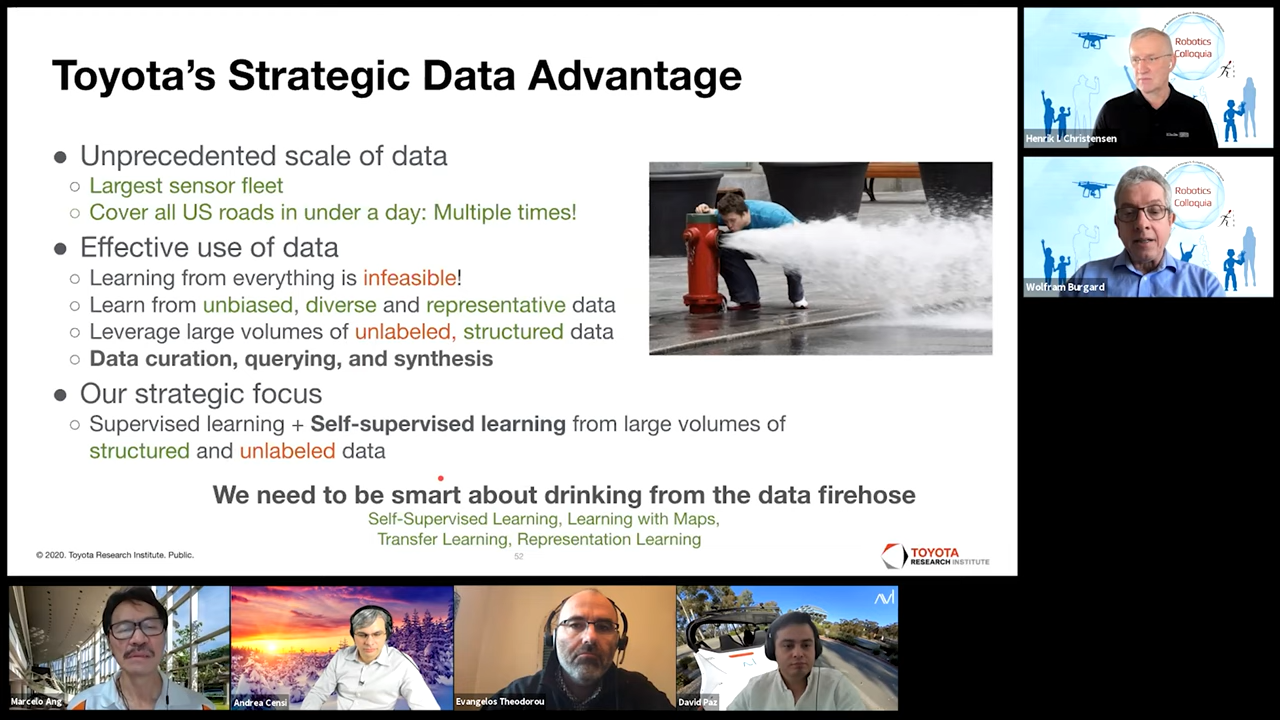 Toyota's Strategic Data Advantage
● Unprecedented scale of data
○ Largest sensor fleet
○ Cover all US roads in under a day: Multiple times!
● Effective use of data
○ Learning from everything is infeasible!
○ Learn from unbiased, diverse and representative data
○ Leverage large volumes of unlabeled, structured data
○ Data curation, querying, and synthesis
● Our strategic focus
○ Supervised learning + Self-supervised learning from large volumes of
structured and unlabeled data
We need to be smart about drinking from the data firehose
Self-Supervised Learning, Learning with Maps,
Transfer Learning, Representation Learning
© 2020. Toyota Research Institute. Public.
52
TOYOTA
RESEARCH INSTITUTE
Robotics
Colloquia
Henrik I. Christensen
Robotics
Colloquia
Wolfram Burgard
Marcelo Ang
Andrea Censi
Evangelos Theodorou
David Paz